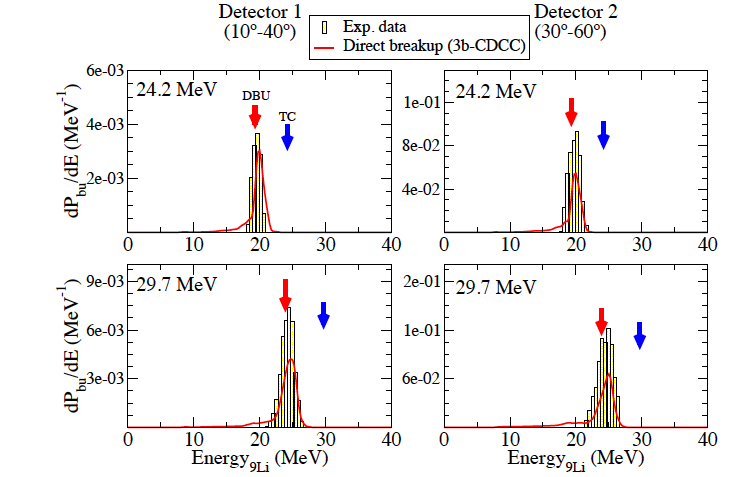 Detector 1
(10°-40°)
Exp. data
Direct breakup (3b-CDCC)
Detector 2
(30°-60°)
24.2 MeV
DBU
TC
6e-03
4e-03
2e-03
dP_bu/dE (MeV^-1)
0 10 20 30 40
24.2 MeV
1e-01
8e-02
4e-02
0 10 20 30 40
29.7 MeV
9e-03
6e-03
3e-03
dP_bu/dE (MeV^-1)
0 10 20 30 40
Energy_9Li (MeV)
29.7 MeV
2e-01
1e-01
6e-02
0 10 20 30 40
Energy_9Li (MeV)